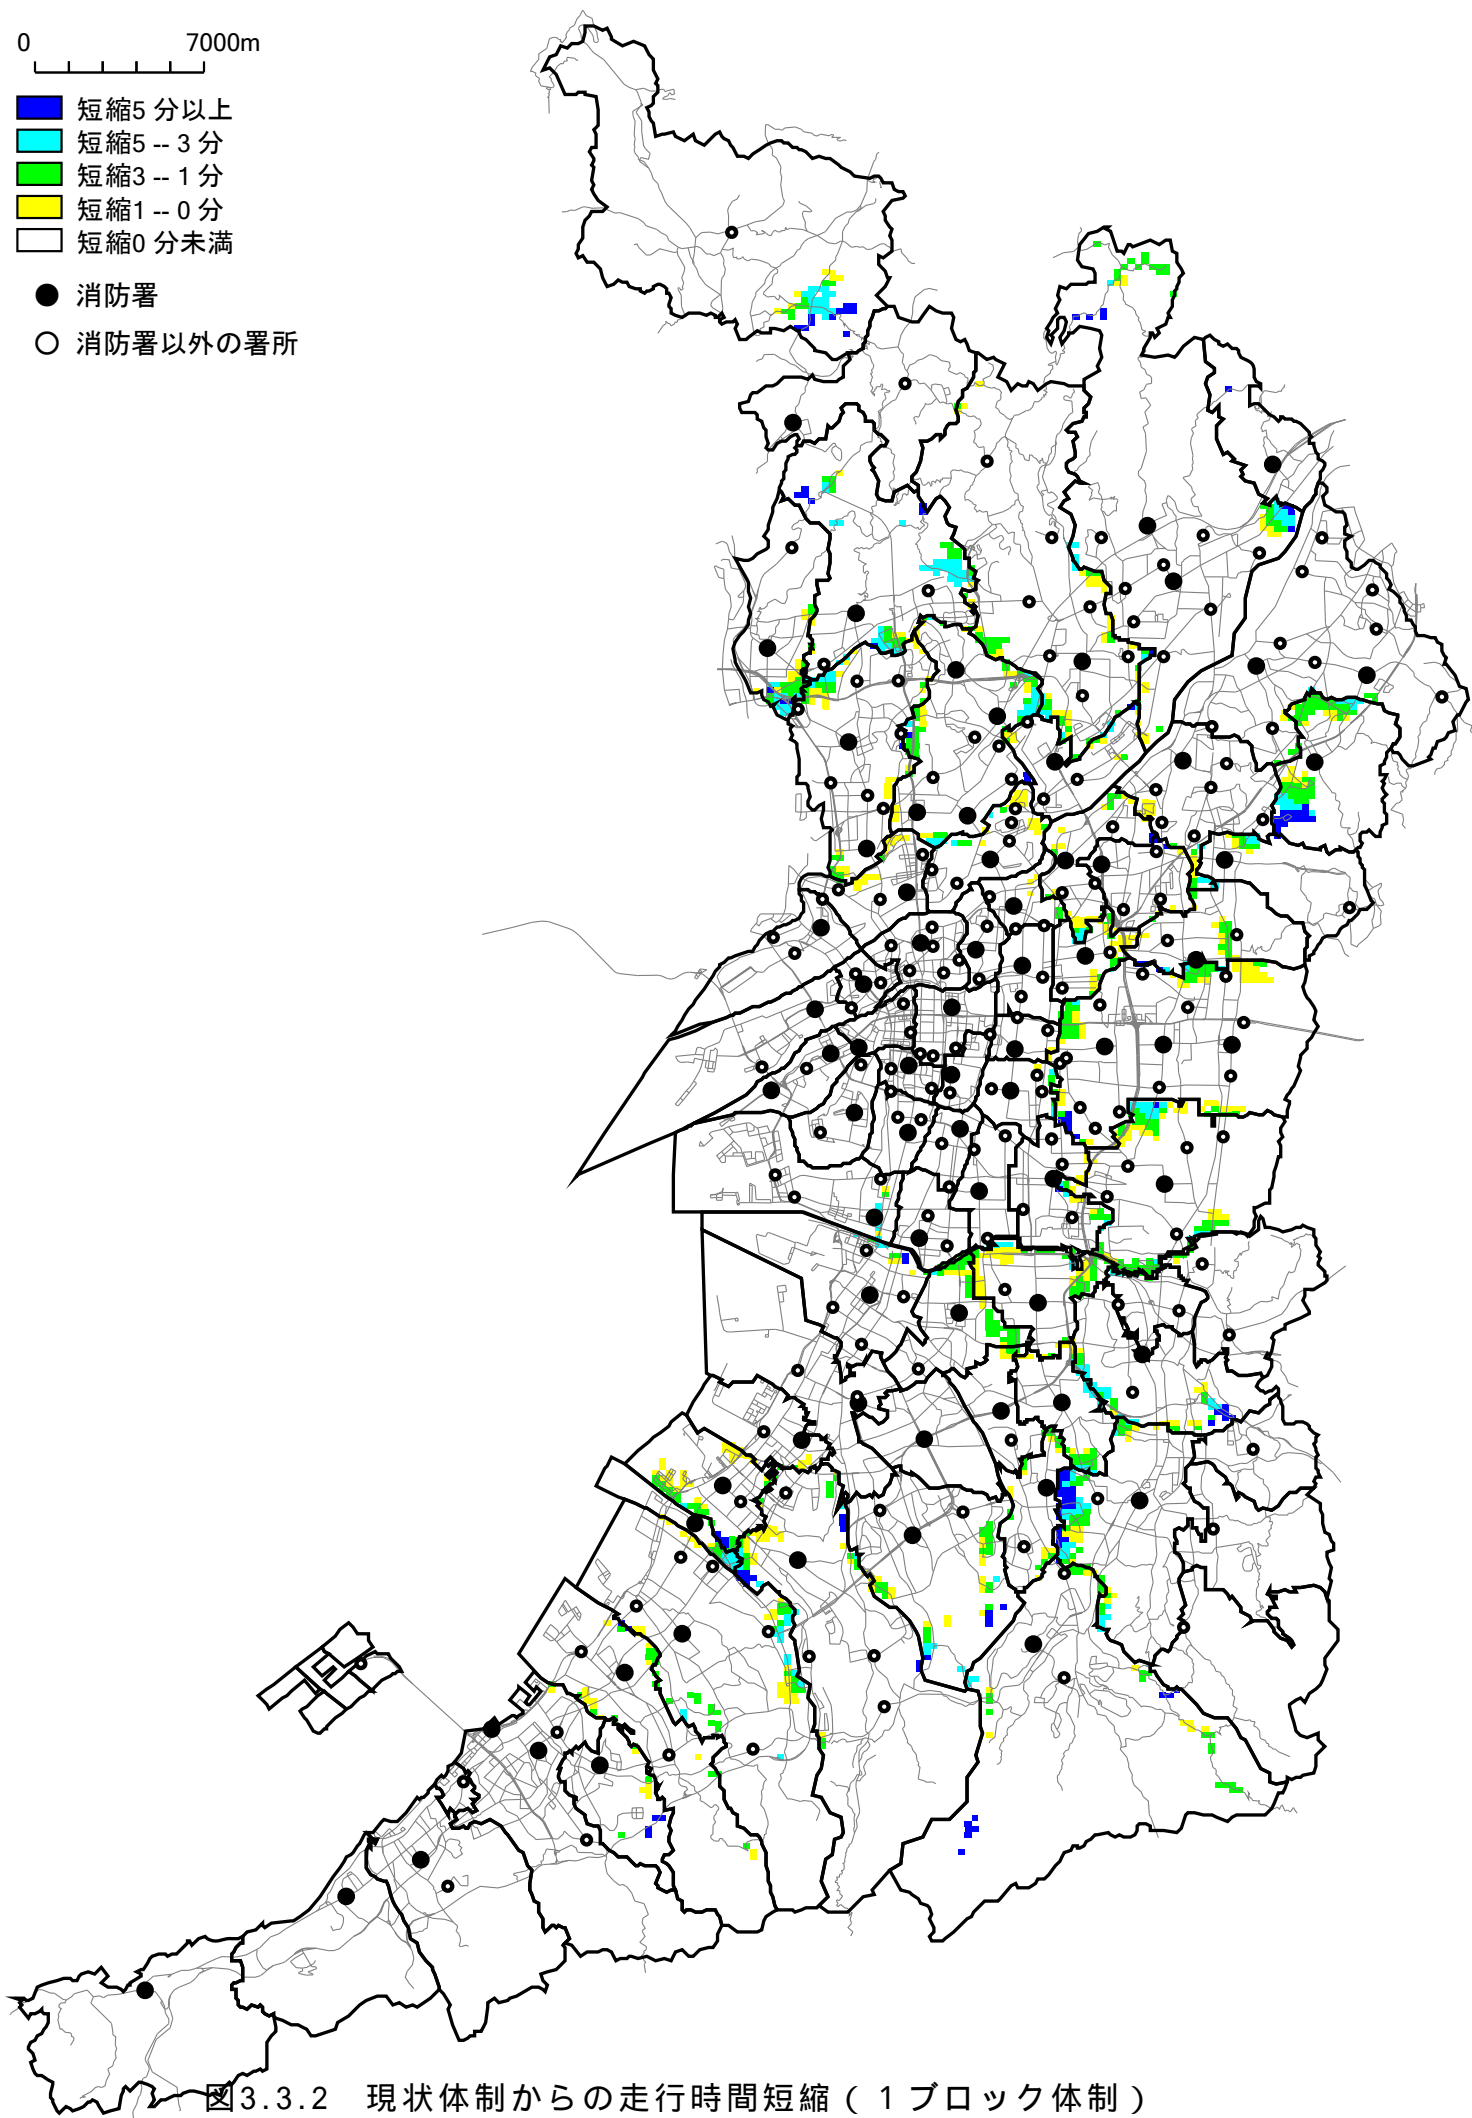 0 7000m
短縮5 分以上
短縮5 -- 3 分
短縮3 -- 1 分
短縮1 -- 0 分
短縮0 分未満
消防署
消防署以外の署所
図3.3.2　現状体制からの走行時間短縮（１ブロック体制）